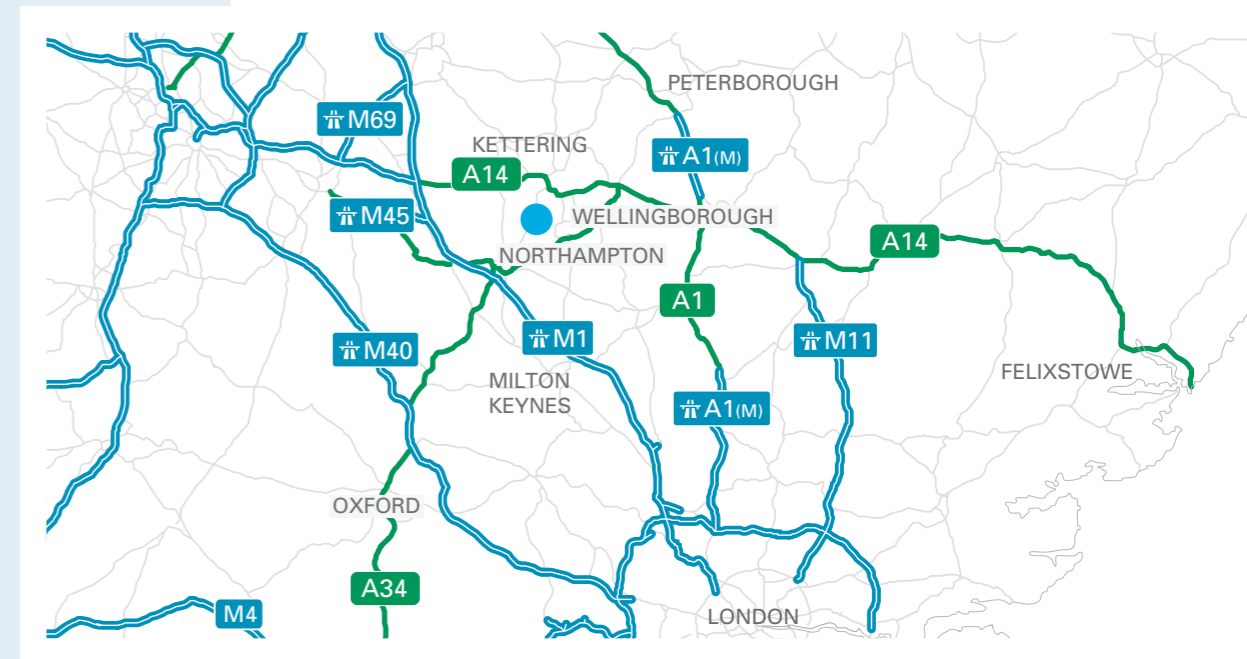 PETERBOROUGH
M69
KETTERING
A1(M)
A14
M45
WELLINGBOROUGH
A14
NORTHAMPTON
A1
M1
M11
M40
FELIXSTOWE
MILTON
KEYNES
A1(M)
OXFORD
A34
M4
LONDON